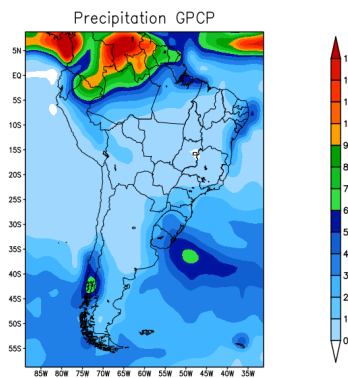 Precipitation GPCP
5N
EQ
5S
10S
15S
20S
25S
30S
35S
40S
45S
50S
55S
85W 80W 75W 70W 65W 60W 55W 50W 45W 40W 35W
1
1
1
1
1
9
8
7
6
5
4
3
2
1
0